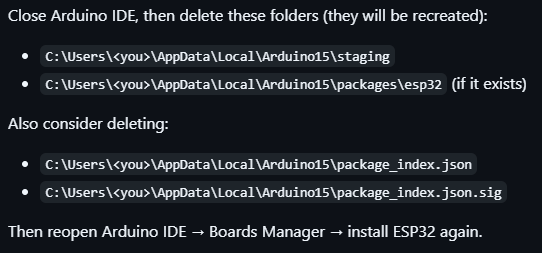 Close Arduino IDE, then delete these folders (they will be recreated):
• C:\Users\<you>\AppData\Local\Arduino15\staging
• C:\Users\<you>\AppData\Local\Arduino15\packages\esp32 (if it exists)
Also consider deleting:
• C:\Users\<you>\AppData\Local\Arduino15\package_index.json
• C:\Users\<you>\AppData\Local\Arduino15\package_index.json.sig
Then reopen Arduino IDE → Boards Manager → install ESP32 again.